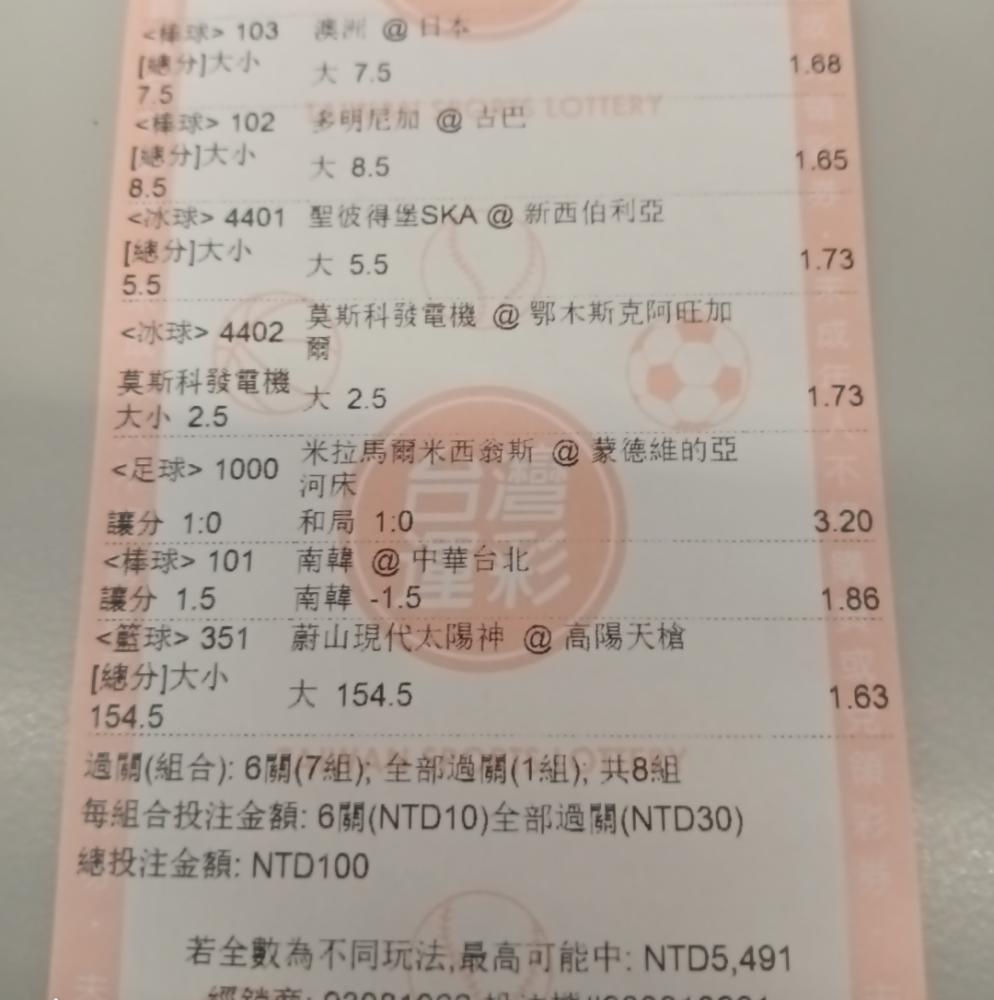 <棒球> 103 澳洲 @ 日本
[總分]大小 大 7.5 1.68
7.5
TAIWAN SPORTS LOTTERY
<棒球> 102 多明尼加 @ 古巴
[總分]大小 大 8.5 1.65
8.5
<冰球> 4401 聖彼得堡SKA @ 新西伯利亞
[總分]大小 大 5.5 1.73
5.5
<冰球> 4402 莫斯科發電機 @ 鄂木斯克阿旺加
爾
莫斯科發電機 大 2.5 1.73
大小 2.5
<足球> 1000 米拉馬爾米西翁斯 @ 蒙德維的亞
河床
台灣
運彩
讓分 1:0 和局 1:0 3.20
<棒球> 101 南韓 @ 中華台北
讓分 1.5 南韓 -1.5 1.86
<籃球> 351 蔚山現代太陽神 @ 高陽天槍
[總分]大小 大 154.5 1.63
154.5
TAIWAN SPORTS LOTTERY
過關(組合): 6關(7組); 全部過關(1組); 共8組
每組合投注金額: 6關(NTD10)全部過關(NTD30)
總投注金額: NTD100
若全數為不同玩法,最高可能中: NTD5,491